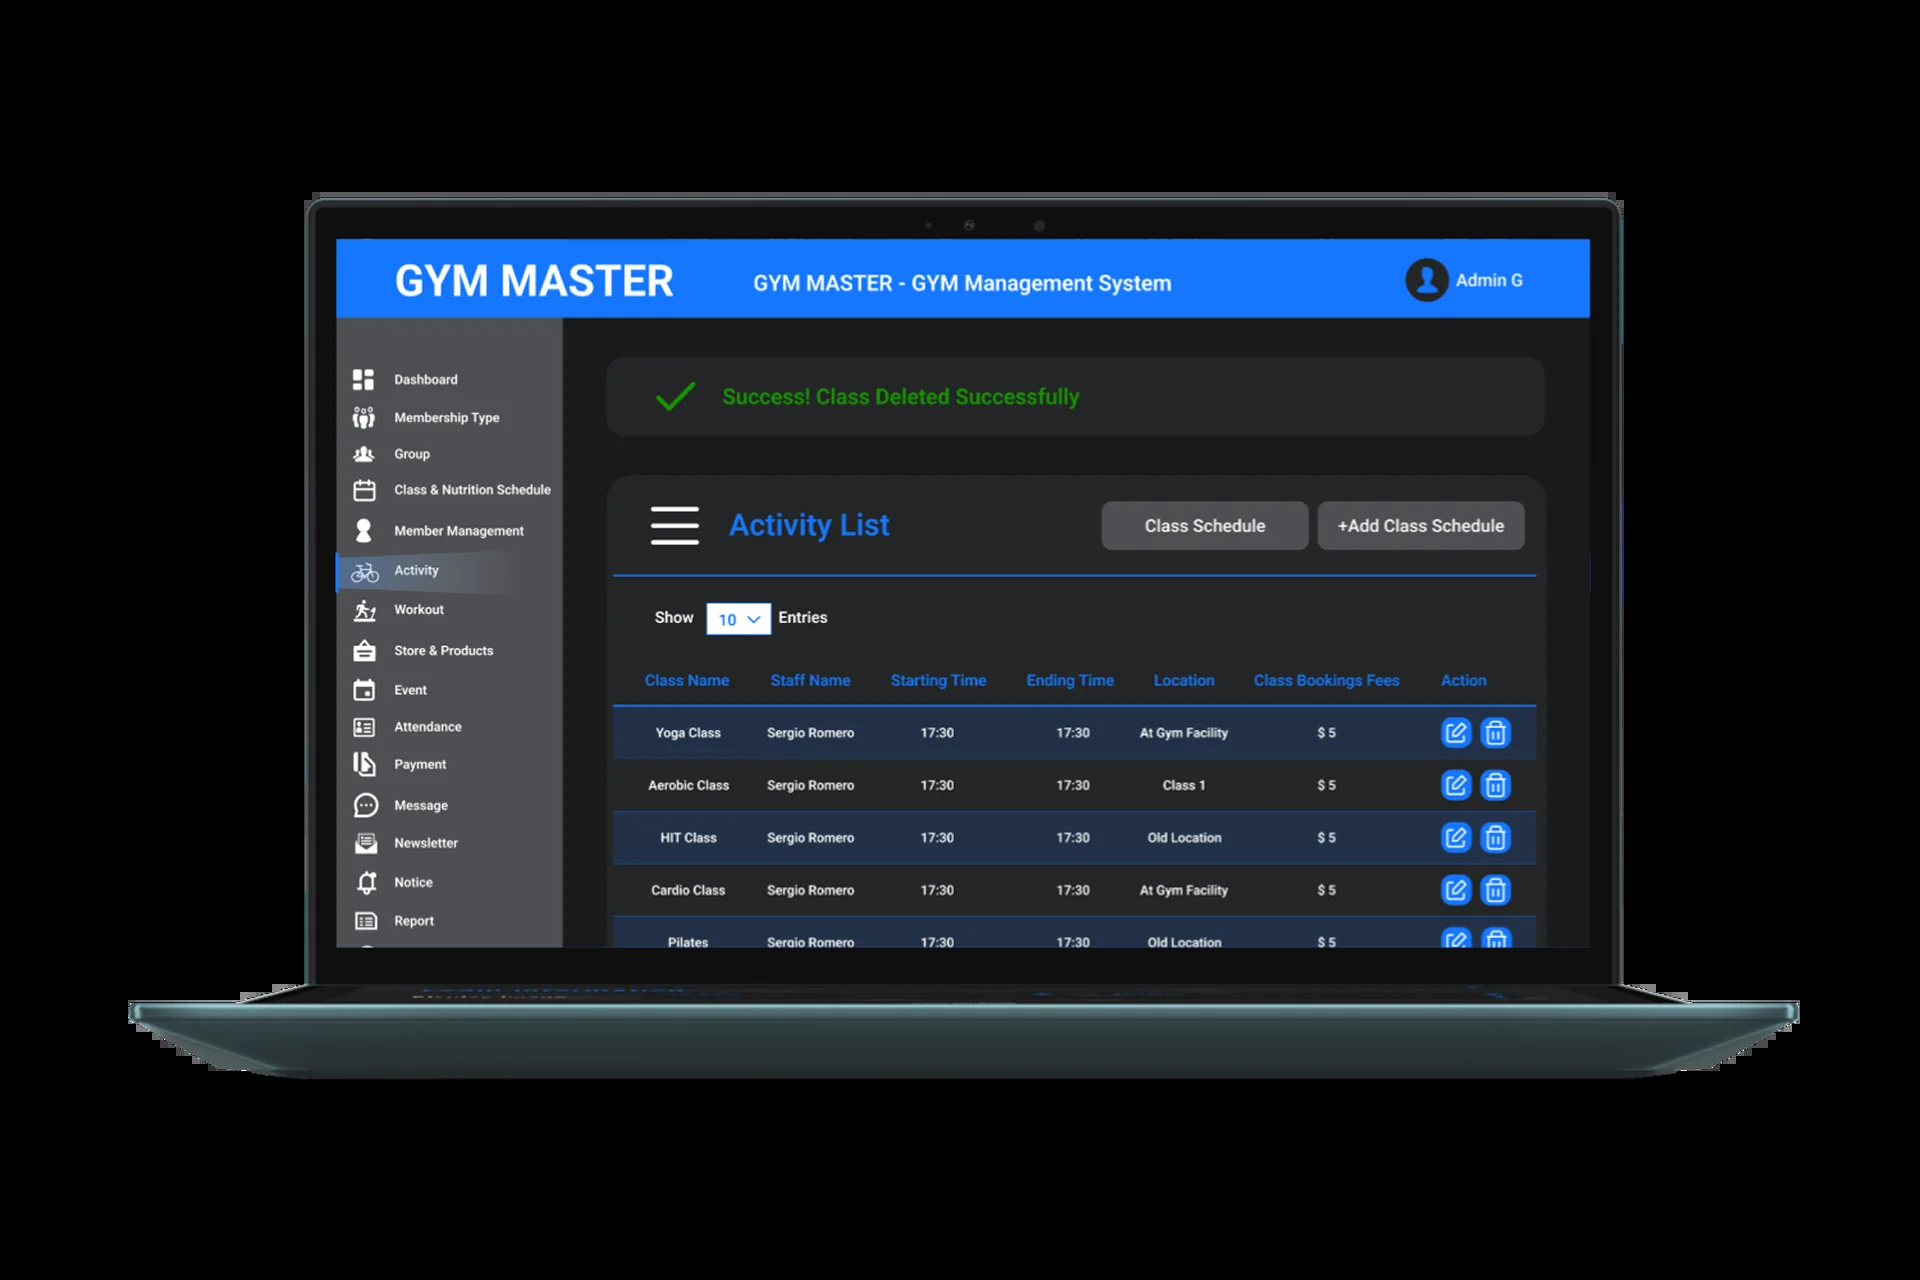 GYM MASTER
GYM MASTER - GYM Management System
Admin G
Dashboard
Membership Type
Group
Class & Nutrition Schedule
Member Management
Activity
Workout
Store & Products
Event
Attendance
Payment
Message
Newsletter
Notice
Report
Success! Class Deleted Successfully
Activity List
Class Schedule
+Add Class Schedule
Show 10 Entries
Class Name Staff Name Starting Time Ending Time Location Class Bookings Fees Action
Yoga Class Sergio Romero 17:30 17:30 At Gym Facility $ 5
Aerobic Class Sergio Romero 17:30 17:30 Class 1 $ 5
HIT Class Sergio Romero 17:30 17:30 Old Location $ 5
Cardio Class Sergio Romero 17:30 17:30 At Gym Facility $ 5
Pilates Sergio Romero 17:30 17:30 Old Location $ 5